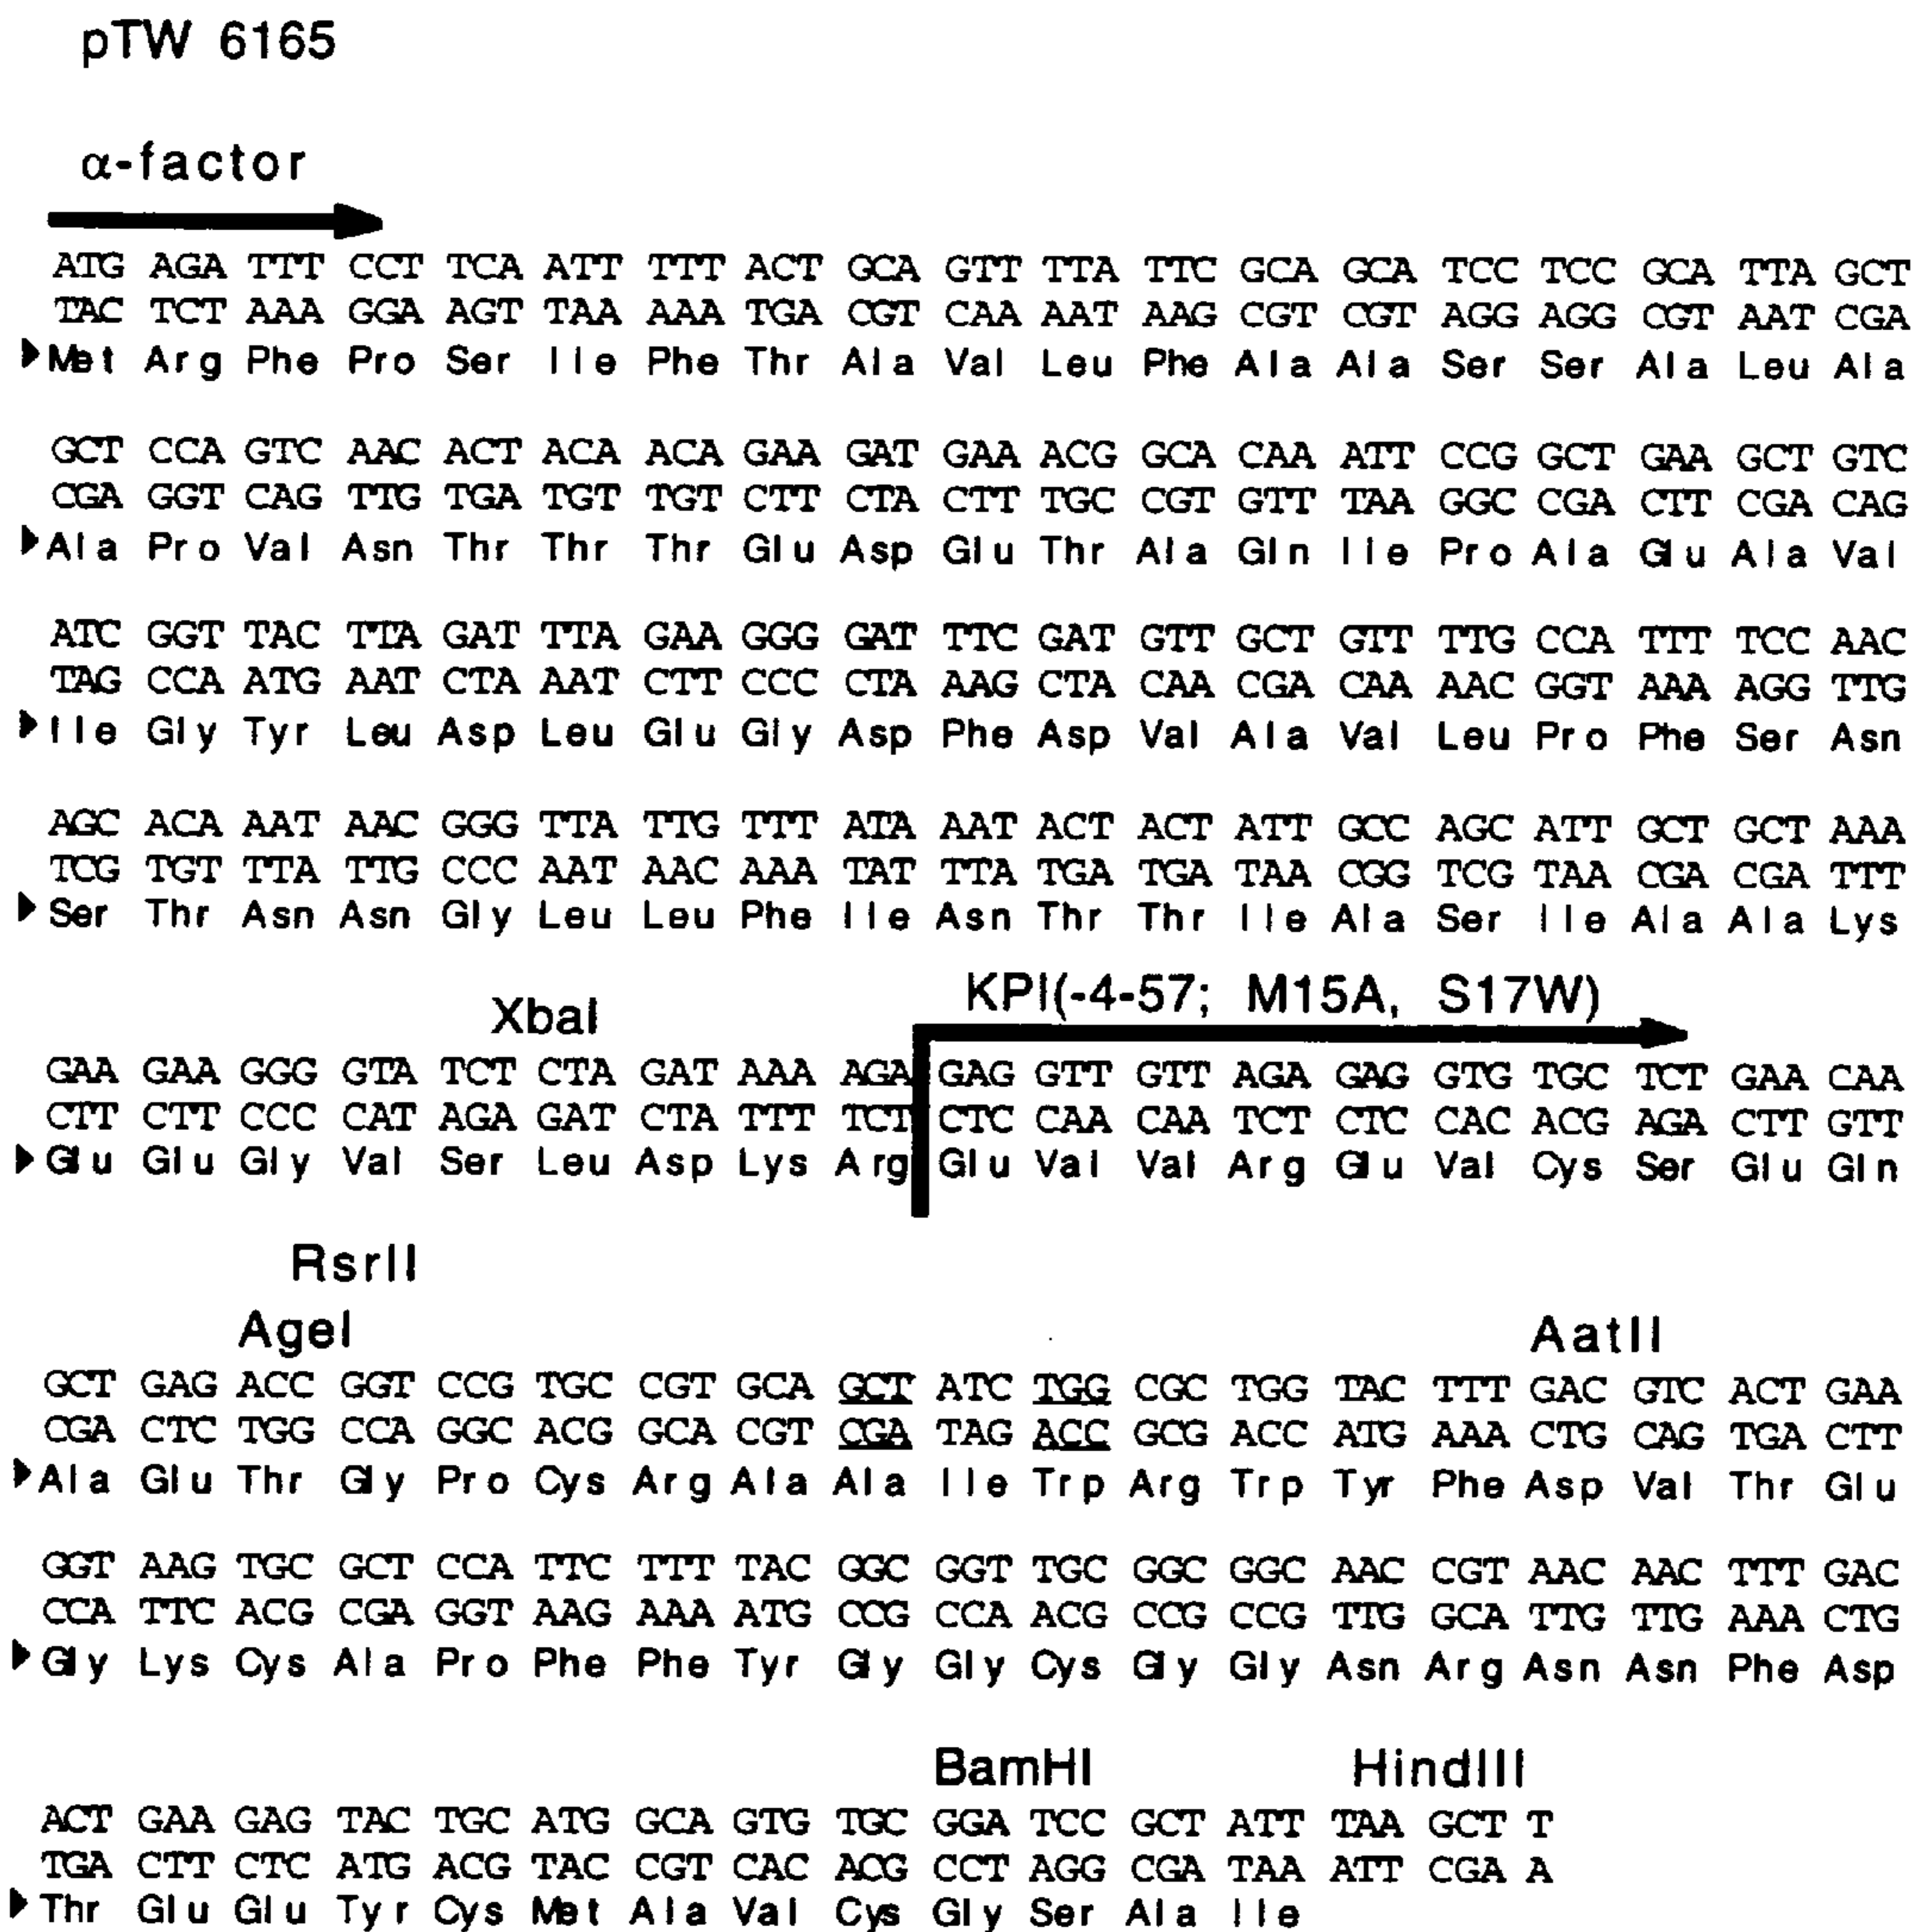 pTW 6165
α-factor
ATG AGA TTT CCT TCA ATT TTT ACT GCA GTT TTA TTC GCA GCA TCC TCC GCA TTA GCT
TAC TCT AAA GGA AGT TAA AAA TGA CGT CAA AAT AAG CGT CGT AGG AGG CGT AAT CGA
Met Arg Phe Pro Ser Ile Phe Thr Ala Val Leu Phe Ala Ala Ser Ser Ala Leu Ala
GCT CCA GTC AAC ACT ACA ACA GAA GAT GAA ACG GCA CAA ATT CCG GCT GAA GCT GTC
CGA GGT CAG TTG TGA TGT TGT CTT CTA CTT TGC CGT GTT TAA GGC CGA CTT CGA CAG
Ala Pro Val Asn Thr Thr Thr Glu Asp Glu Thr Ala Gln Ile Pro Ala Glu Ala Val
ATC GGT TAC TTA GAT TTA GAA GGG GAT TTC GAT GTT GCT GTT TTG CCA TTT TCC AAC
TAG CCA ATG AAT CTA AAT CTT CCC CTA AAG CTA CAA CGA CAA AAC GGT AAA AGG TTG
Ile Gly Tyr Leu Asp Leu Glu Gly Asp Phe Asp Val Ala Val Leu Pro Phe Ser Asn
AGC ACA AAT AAC GGG TTA TTG TTT ATA AAT ACT ACT ATT GCC AGC ATT GCT GCT AAA
TCG TGT TTA TTG CCC AAT AAC AAA TAT TTA TGA TGA TAA CGG TCG TAA CGA CGA TTT
Ser Thr Asn Asn Gly Leu Leu Phe Ile Asn Thr Thr Ile Ala Ser Ile Ala Ala Lys
XbaI KPI(-4-57; M15A, S17W)
GAA GAA GGG GTA TCT CTA GAT AAA AGA GAG GTT GTT AGA GAG GTG TGC TCT GAA CAA
CTT CTT CCC CAT AGA GAT CTA TTT TCT CTC CAA CAA TCT CTC CAC ACG AGA CTT GTT
Glu Glu Gly Val Ser Leu Asp Lys Arg Glu Val Val Arg Glu Val Cys Ser Glu Gln
RsrII
AgeI AatII
GCT GAG ACC GGT CCG TGC CGT GCA GCT ATC TGG CGC TGG TAC TTT GAC GTC ACT GAA
CGA CTC TGG CCA GGC ACG GCA CGT CGA TAG ACC GCG ACC ATG AAA CTG CAG TGA CTT
Ala Glu Thr Gly Pro Cys Arg Ala Ala Ile Trp Arg Trp Tyr Phe Asp Val Thr Glu
GGT AAG TGC GCT CCA TTC TTT TAC GGC GGT TGC GGC GGC AAC CGT AAC AAC TTT GAC
CCA TTC ACG CGA GGT AAG AAA ATG CCG CCA ACG CCG CCG TTG GCA TTG TTG AAA CTG
Gly Lys Cys Ala Pro Phe Phe Tyr Gly Gly Cys Gly Gly Asn Arg Asn Asn Phe Asp
BamHI HindIII
ACT GAA GAG TAC TGC ATG GCA GTG TGC GGA TCC GCT ATT TAA GCT T
TGA CTT CTC ATG ACG TAC CGT CAC ACG CCT AGG CGA TAA ATT CGA A
Thr Glu Glu Tyr Cys Met Ala Val Cys Gly Ser Ala Ile